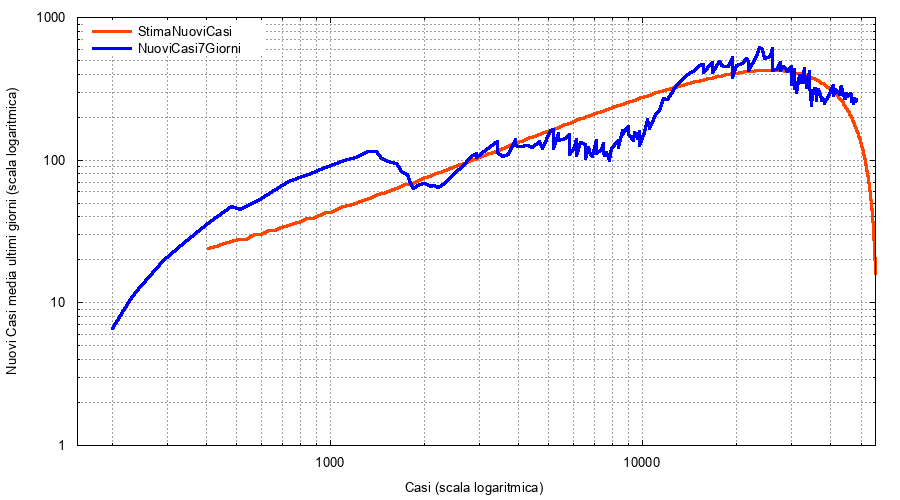 1000
StimaNuoviCasi
NuoviCasi7Giorni
100
10
1
Nuovi Casi media ultimi giorni (scala logaritmica)
1000
10000
Casi (scala logaritmica)